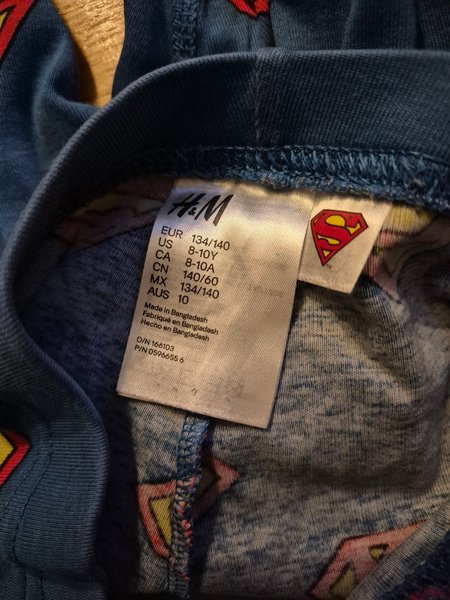 H&M
EUR 134/140
US 8-10Y
CA 8-10A
CN 140/60
MX 134/140
AUS 10
Made in Bangladesh
Fabriqué en Bangladesh
Hecho en Bangladesh
O/N 166103
P/N 0596655 6
S